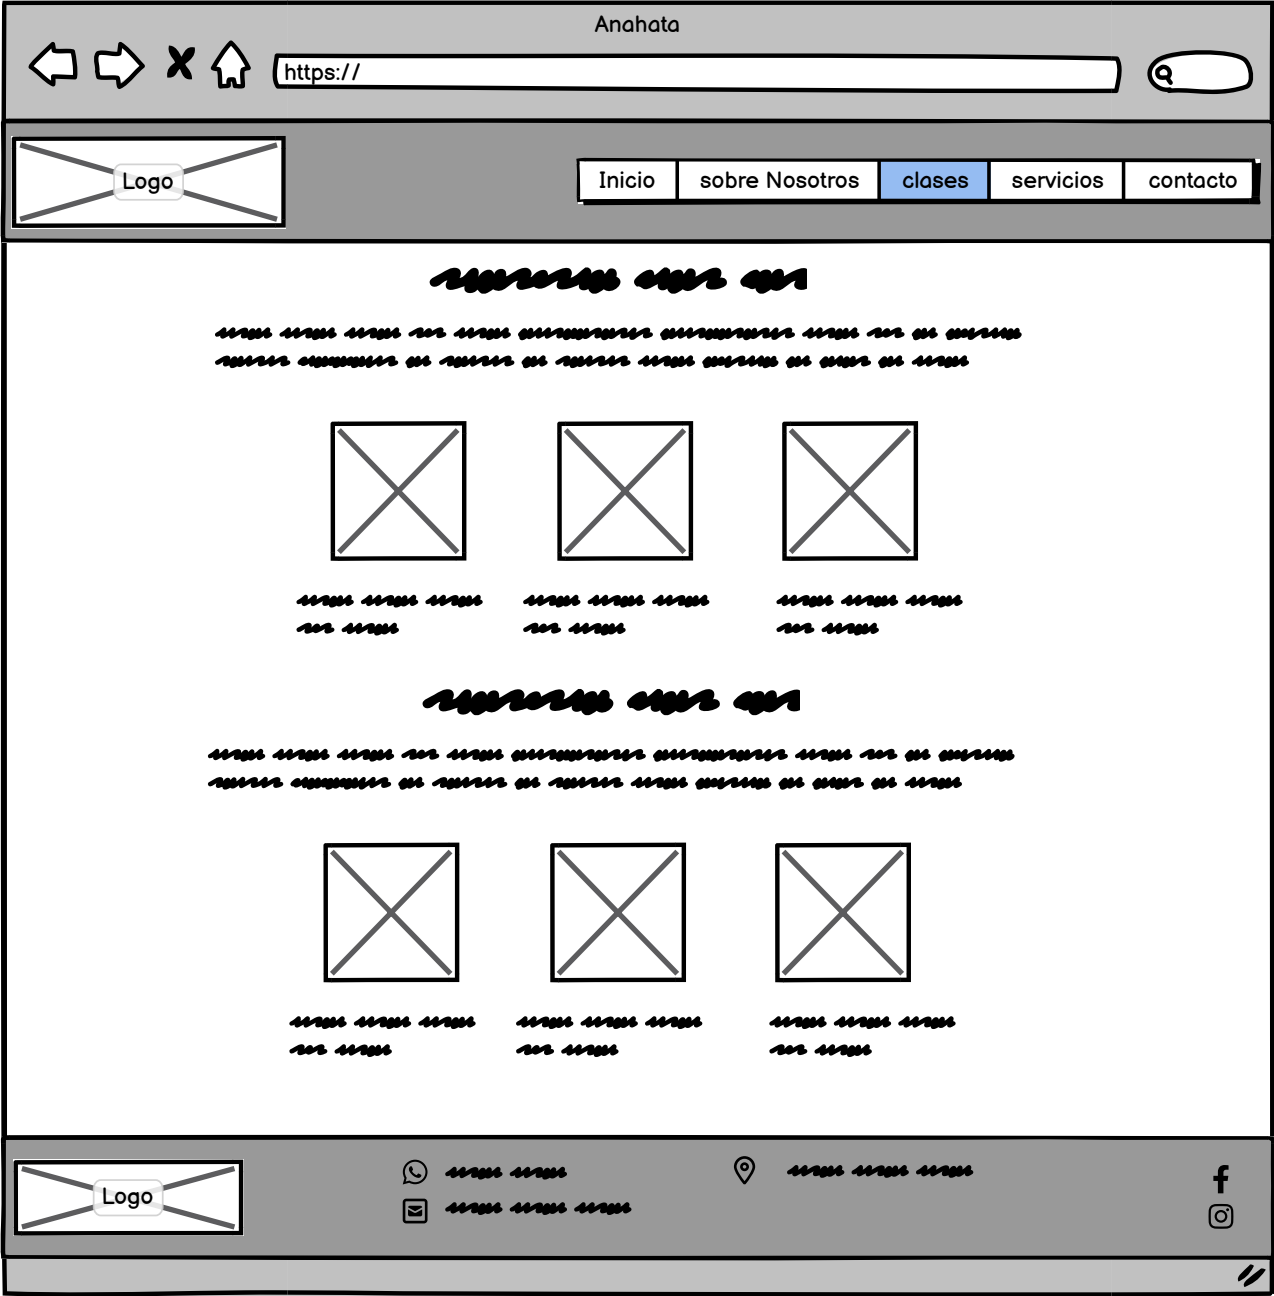 Anahata
https://
Logo
Inicio sobre Nosotros clases servicios contacto
Logo